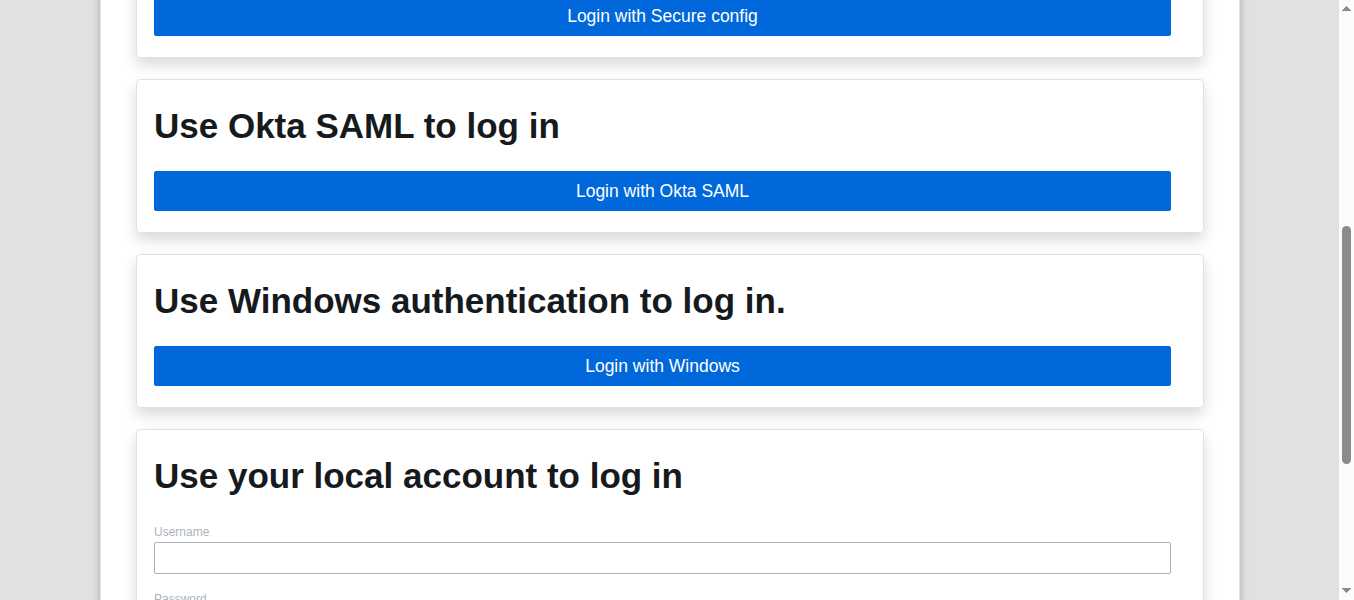 Login with Secure config
Use Okta SAML to log in
Login with Okta SAML
Use Windows authentication to log in.
Login with Windows
Use your local account to log in
Username
Password